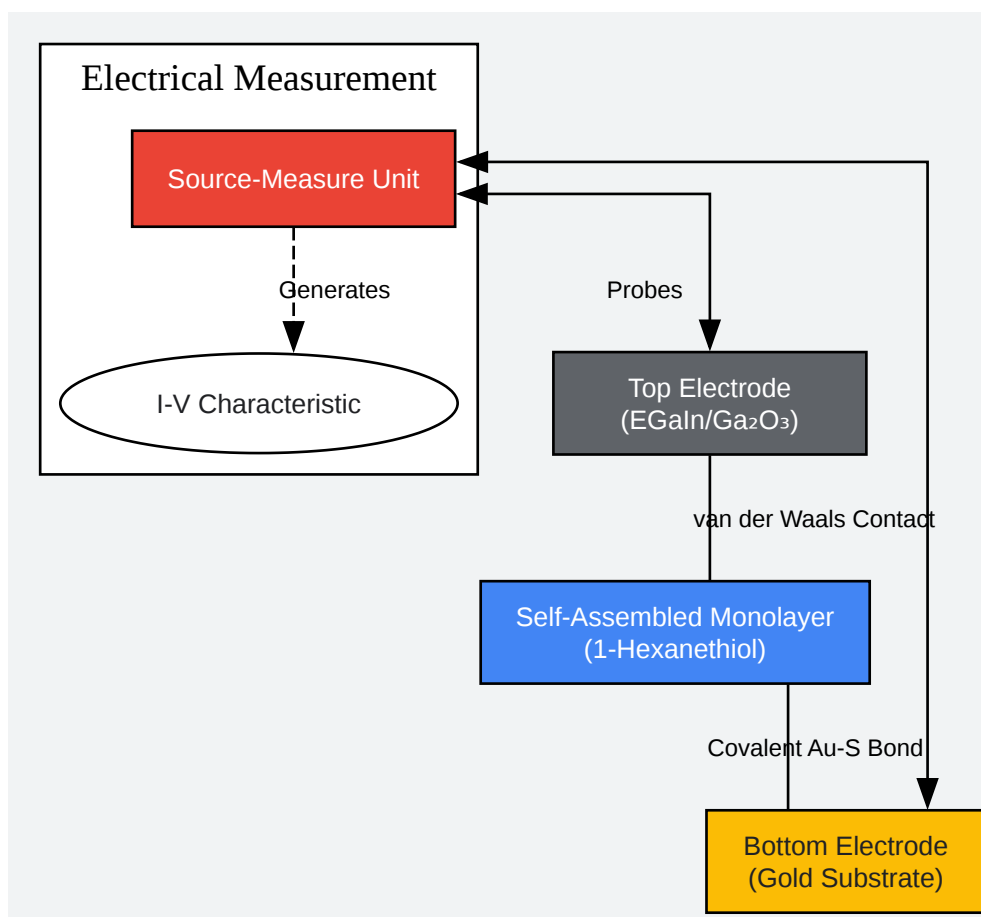 Electrical Measurement
Source-Measure Unit
Generates
Probes
I-V Characteristic
Top Electrode
(EGaIn/Ga₂O₃)
van der Waals Contact
Self-Assembled Monolayer
(1-Hexanethiol)
Covalent Au-S Bond
Bottom Electrode
(Gold Substrate)